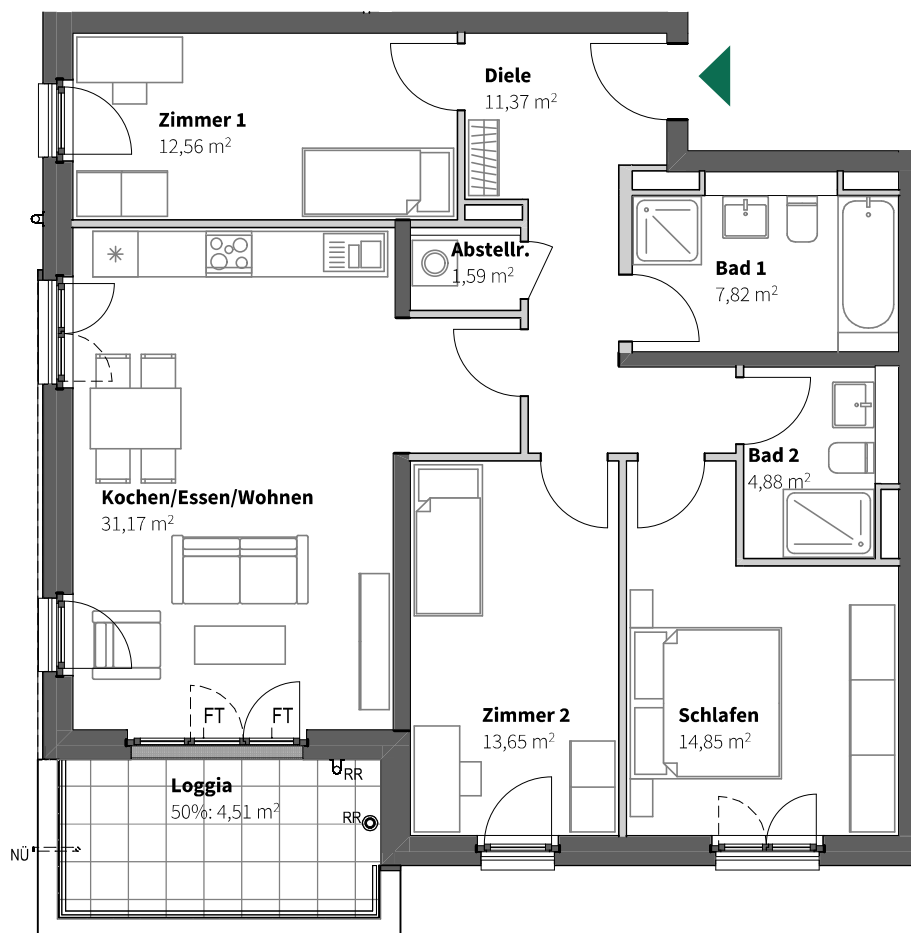 Diele
11,37 m²
Zimmer 1
12,56 m²
Abstellr.
1,59 m²
Bad 1
7,82 m²
Bad 2
4,88 m²
Kochen/Essen/Wohnen
31,17 m²
FT FT
Zimmer 2
13,65 m²
Schlafen
14,85 m²
Loggia
50%: 4,51 m²
RR
RR
NÜ